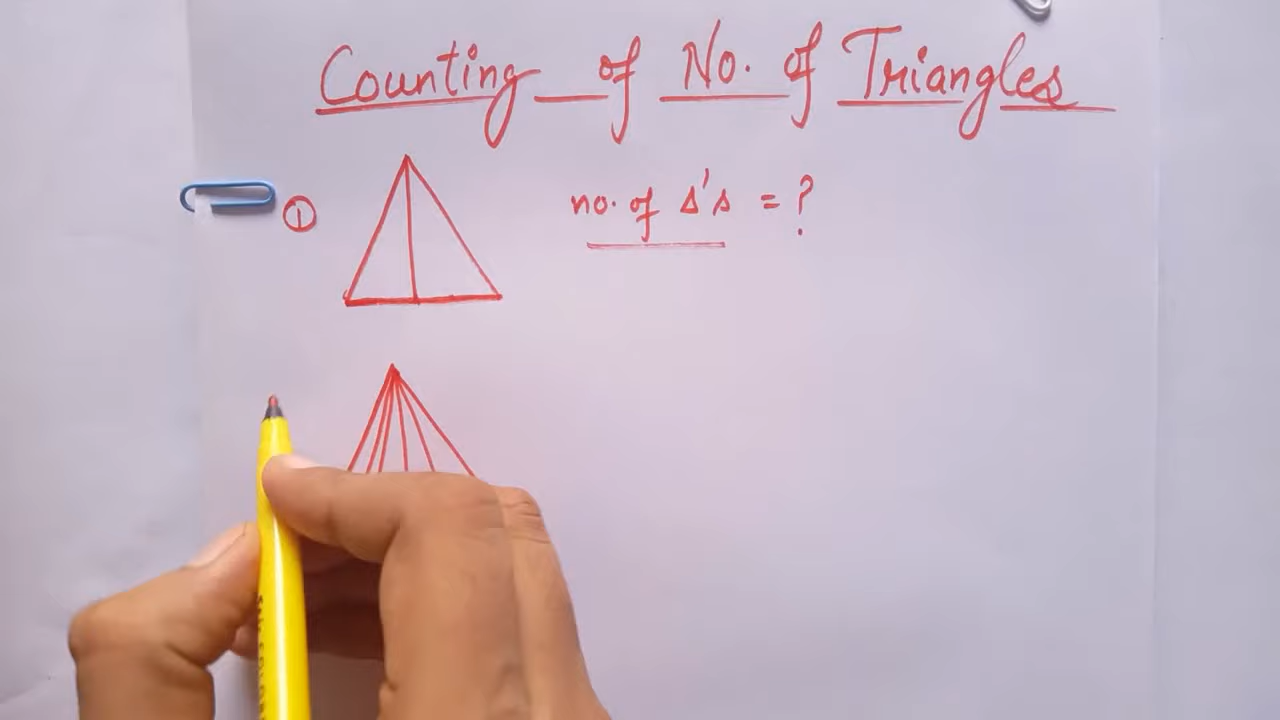 Counting of No. of Triangles
① no. of Δ's = ?